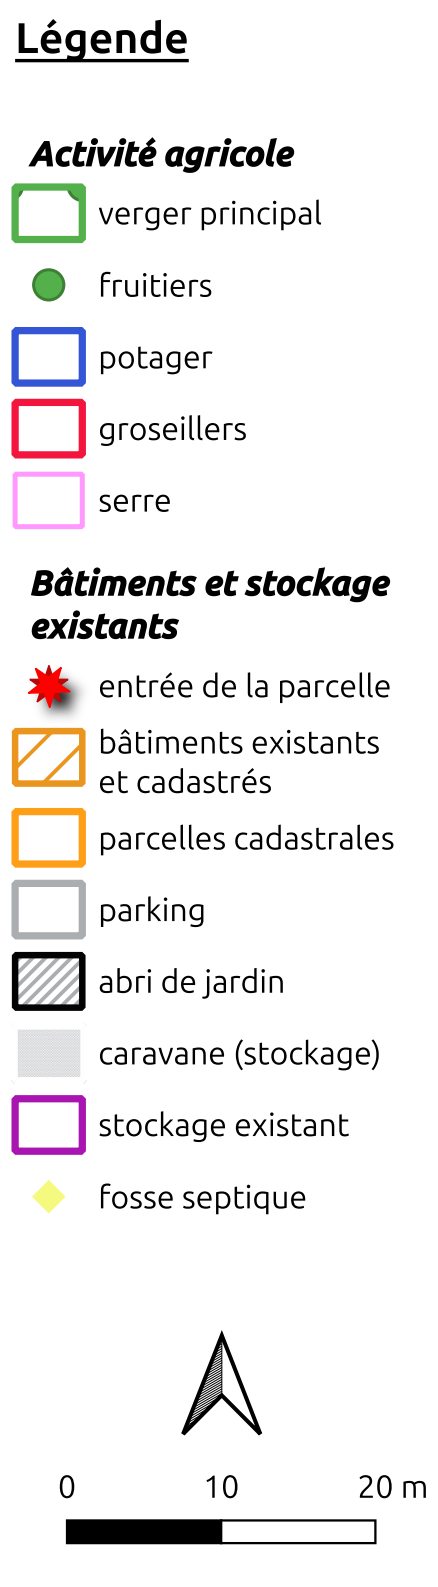 Légende
Activité agricole
verger principal
fruitiers
potager
groseillers
serre
Bâtiments et stockage
existants
entrée de la parcelle
bâtiments existants
et cadastrés
parcelles cadastrales
parking
abri de jardin
caravane (stockage)
stockage existant
fosse septique
0 10 20 m